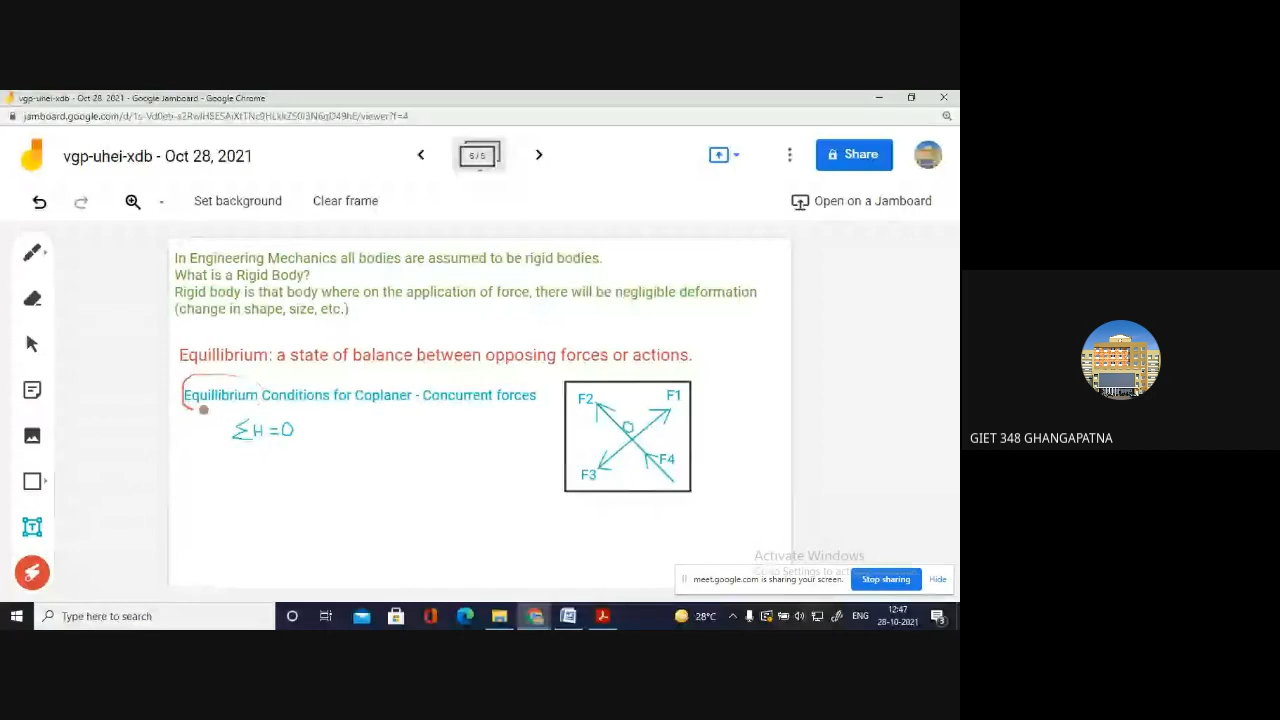 vgp-uhei-xdb - Oct 28, 2021 - Google Jamboard - Google Chrome
vgp-uhei-xdb - Oct 28, 2021
5/5
Share
Set background
Clear frame
Open on a Jamboard
In Engineering Mechanics all bodies are assumed to be rigid bodies.
What is a Rigid Body?
Rigid body is that body where on the application of force, there will be negligible deformation
(change in shape, size, etc.)
Equillibrium: a state of balance between opposing forces or actions.
Equillibrium Conditions for Coplaner - Concurrent forces
ΣH = 0
F2
F1
O
F3
F4
GIET 348 GHANGAPATNA
Activate Windows
meet.google.com is sharing your screen.
Stop sharing
Hide
Type here to search
28°C
ENG
12:47
28-10-2021